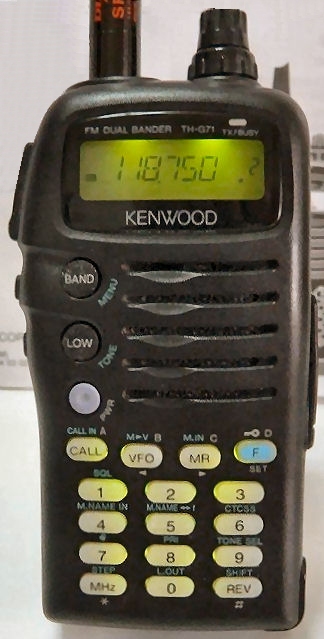 FM DUAL BANDER TH-G71 TX/BUSY
118.750
KENWOOD
BAND
MENU
LOW
TONE
PWR
CALL IN A M►V B M.IN C D
CALL VFO MR F
SET
SQL
1 2 3
M.NAME IN M.NAME↔f CTCSS
4 5 6
PRI TONE SEL
7 8 9
STEP L.OUT SHIFT
MHz 0 REV
* #